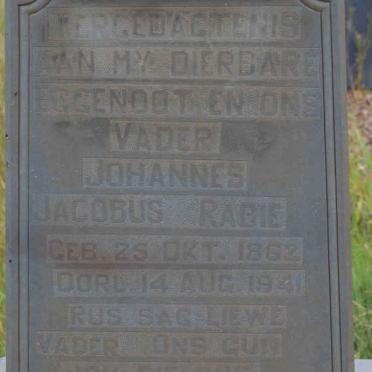 TER GEDAGTENIS
VAN MY DIERBARE
EGGENOOT EN ONS
VADER
JOHANNES
JACOBUS RABIE
GEB. 25 OKT. 1862
OORL. 14 AUG. 1941
RUS SAG LIEWE
VADER ONS GUN